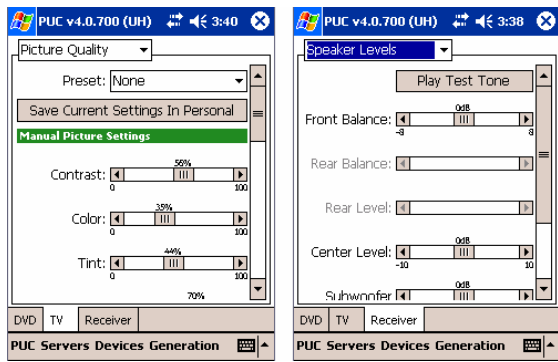 PUC v4.0.700 (UH) 3:40
Picture Quality
Preset: None
Save Current Settings In Personal
Manual Picture Settings
56%
Contrast:
0 100
35%
Color:
0 100
44%
Tint:
0 100
70%
DVD TV Receiver
PUC Servers Devices Generation
PUC v4.0.700 (UH) 3:38
Speaker Levels
Play Test Tone
0dB
Front Balance:
-8 8
Rear Balance:
Rear Level:
0dB
Center Level:
-10 10
0dB
Subwoofer
DVD TV Receiver
PUC Servers Devices Generation